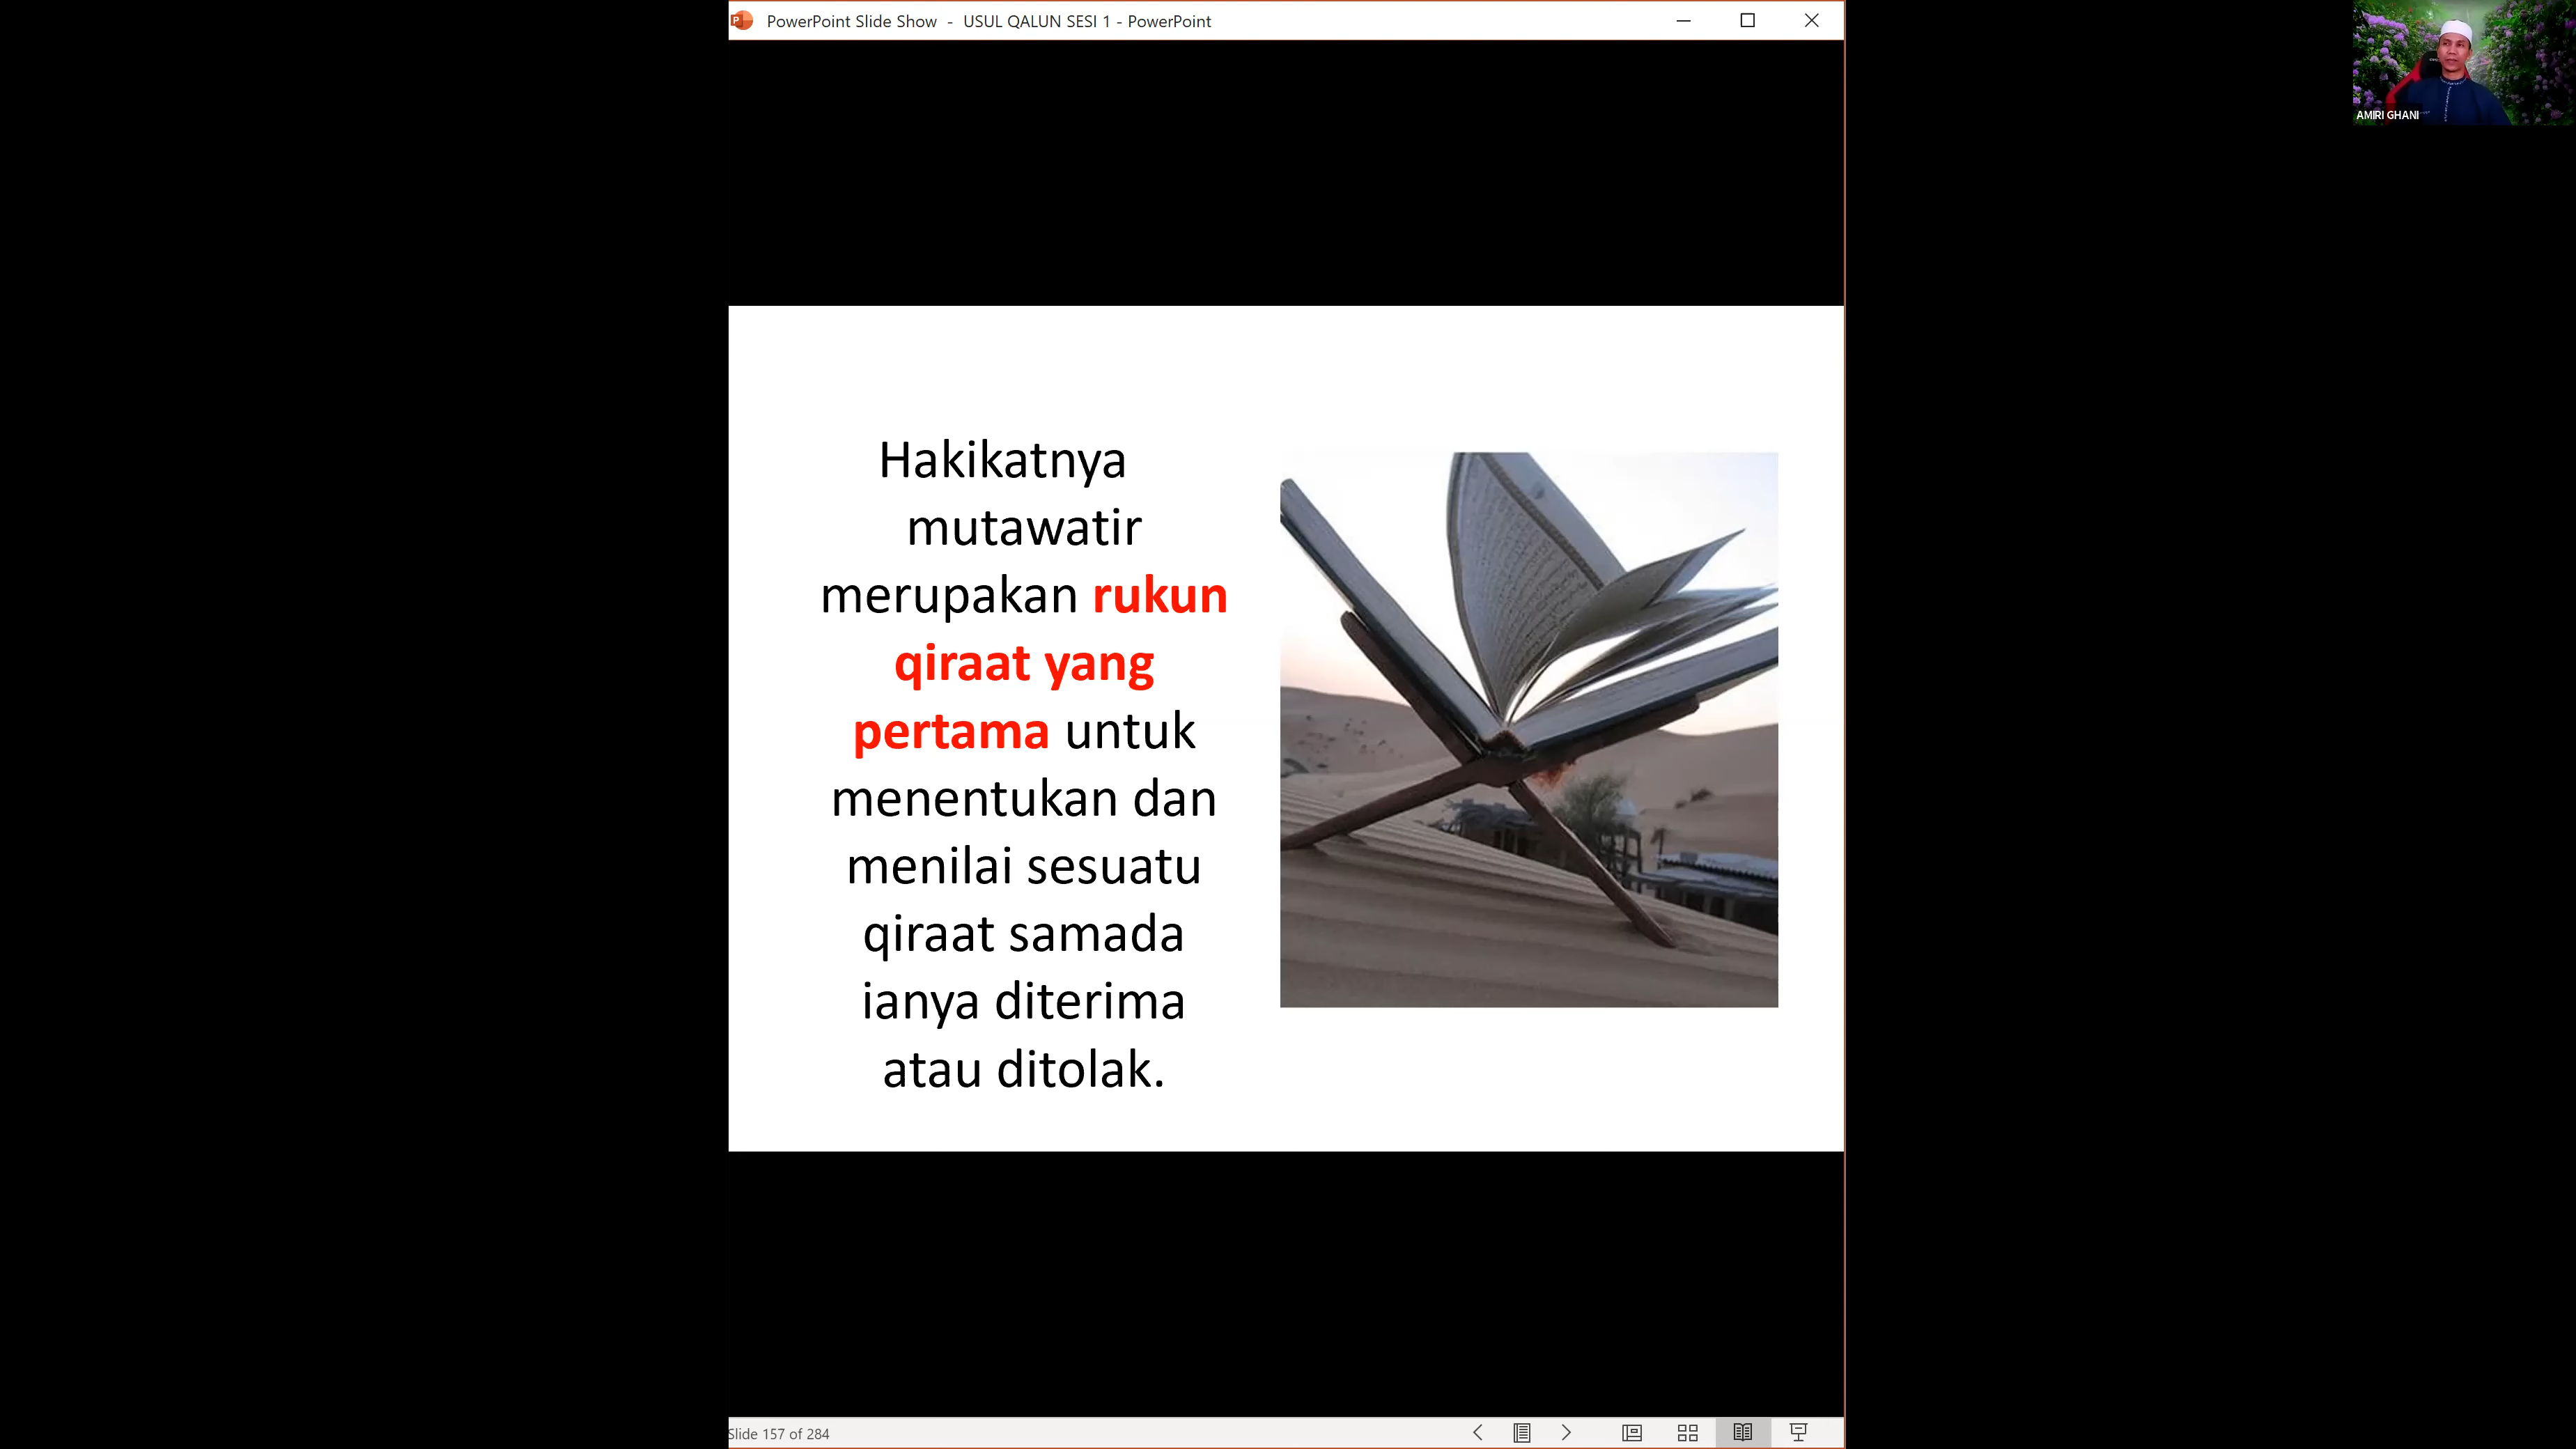 PowerPoint Slide Show - USUL QALUN SESI 1 - PowerPoint
AMIRI GHANI
Hakikatnya
mutawatir
merupakan rukun
qiraat yang
pertama untuk
menentukan dan
menilai sesuatu
qiraat samada
ianya diterima
atau ditolak.
Slide 157 of 284